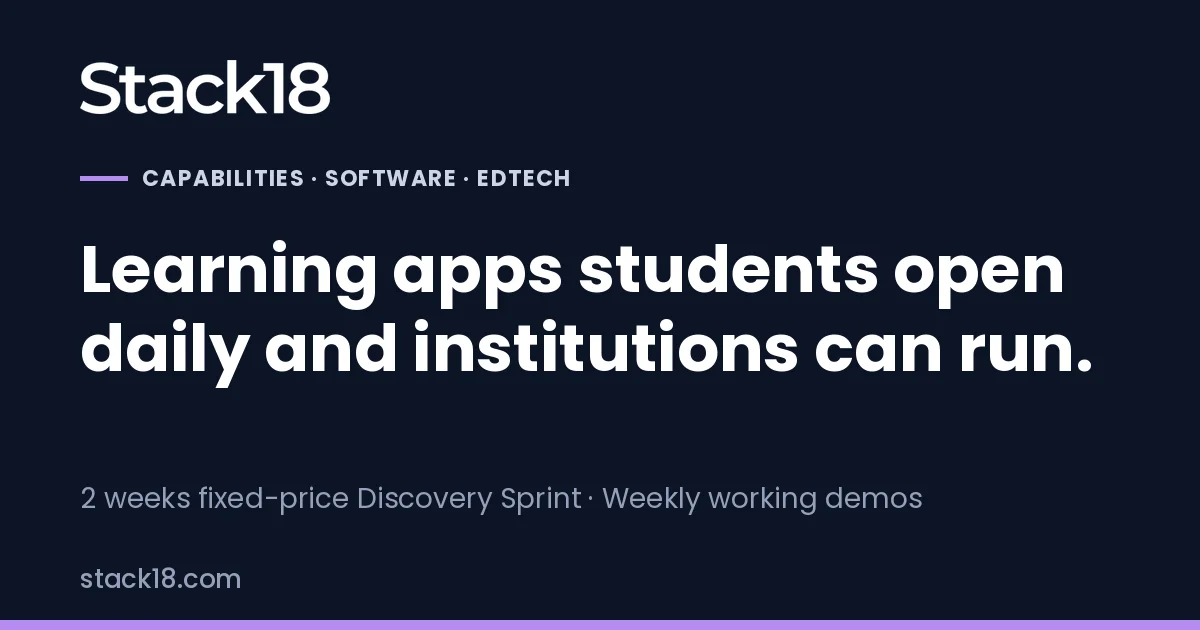 Stack18
CAPABILITIES · SOFTWARE · EDTECH
Learning apps students open
daily and institutions can run.
2 weeks fixed-price Discovery Sprint · Weekly working demos
stack18.com